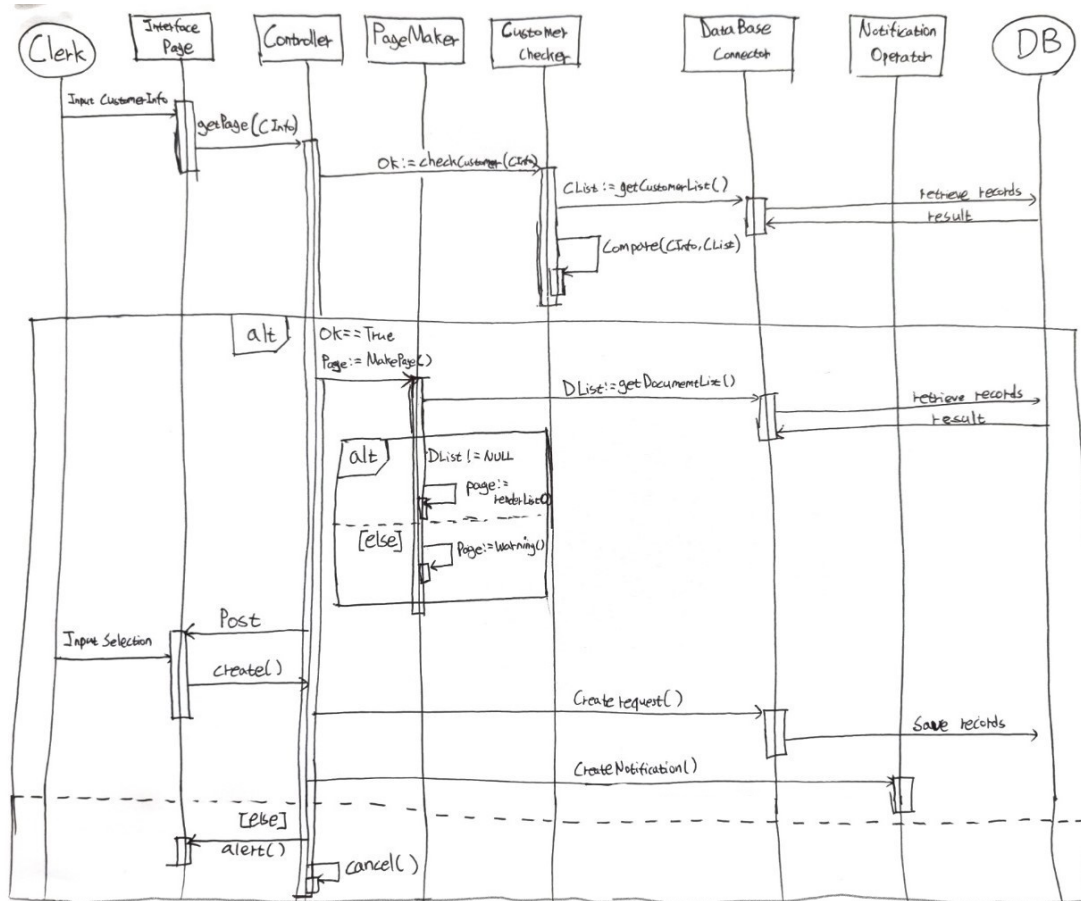 Clerk
Interface
Page
Controller
PageMaker
Customer
Checker
DataBase
Connector
Notification
Operator
DB
Input CustomerInfo
getPage(CInfo)
Ok:=checkCustomer(CInfo)
CList:=getCustomerList()
retrieve records
result
Compare(CInfo,CList)
alt
Ok==True
Page:=MakePage()
DList:=getDocumentList()
retrieve records
result
alt
DList!=NULL
page:=
renderList()
[else]
Page:=Warning()
Post
Input Selection
create()
Create request()
Save records
CreateNotification()
[else]
alert()
cancel()